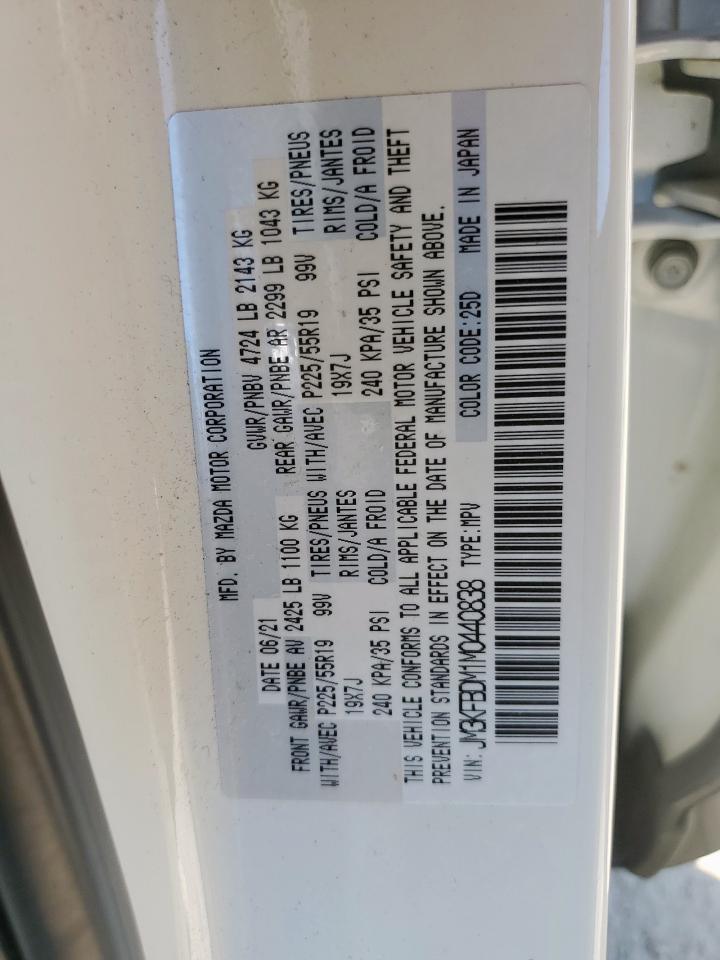 MFD. BY MAZDA MOTOR CORPORATION
DATE 06/21 GVWR/PNBV 4724 LB 2143 KG
FRONT GAWR/PNBE AV 2425 LB 1100 KG REAR GAWR/PNBE AR 2299 LB 1043 KG
WITH/AVEC P225/55R19 99V TIRES/PNEUS WITH/AVEC P225/55R19 99V TIRES/PNEUS
19X7J RIMS/JANTES 19X7J RIMS/JANTES
240 KPA/35 PSI COLD/A FROID 240 KPA/35 PSI COLD/A FROID
THIS VEHICLE CONFORMS TO ALL APPLICABLE FEDERAL MOTOR VEHICLE SAFETY AND THEFT
PREVENTION STANDARDS IN EFFECT ON THE DATE OF MANUFACTURE SHOWN ABOVE.
VIN: JM3KFBDM1M0440838 TYPE: MPV COLOR CODE: 25D MADE IN JAPAN